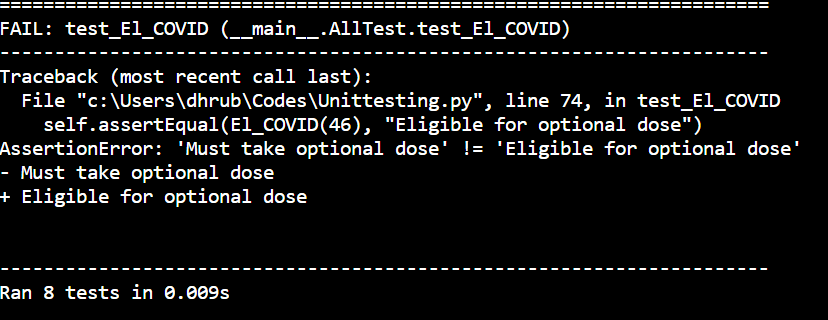 ======================================================================
FAIL: test_El_COVID (__main__.AllTest.test_El_COVID)
----------------------------------------------------------------------
Traceback (most recent call last):
  File "c:\Users\dhrub\Codes\Unittesting.py", line 74, in test_El_COVID
    self.assertEqual(El_COVID(46), "Eligible for optional dose")
AssertionError: 'Must take optional dose' != 'Eligible for optional dose'
- Must take optional dose
+ Eligible for optional dose
----------------------------------------------------------------------
Ran 8 tests in 0.009s